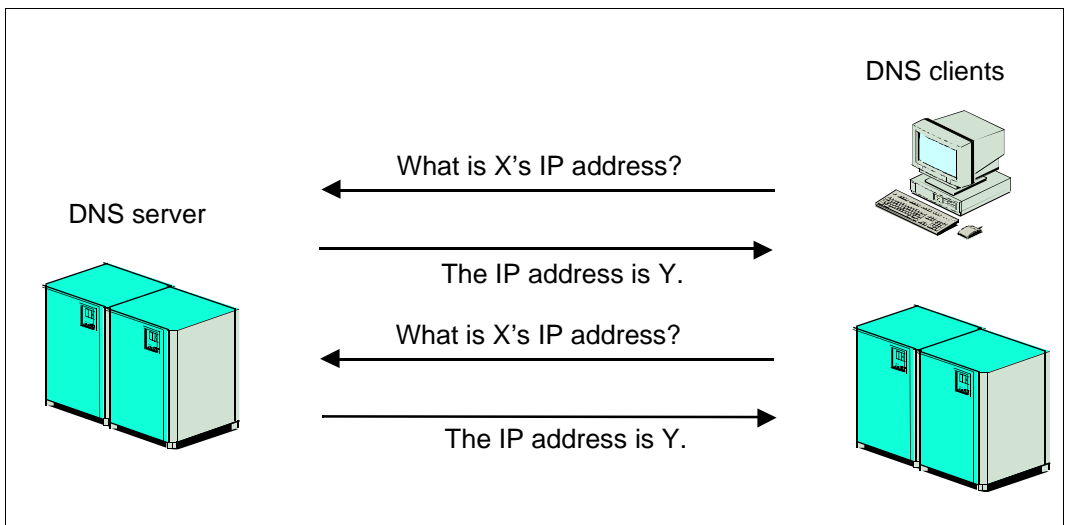 DNS clients
What is X's IP address?
DNS server
The IP address is Y.
What is X's IP address?
The IP address is Y.